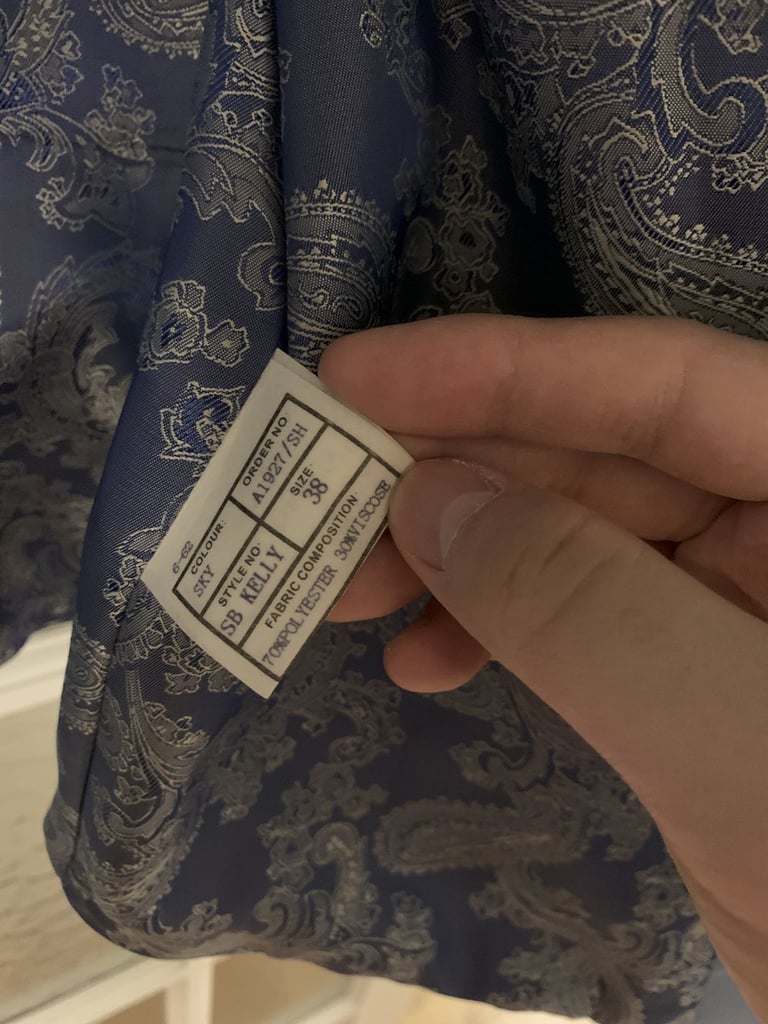 6-62
COLOUR:
SKY
ORDER NO:
A1927/SH
STYLE NO:
SB KELLY
SIZE:
38
FABRIC COMPOSITION:
70%POLYESTER 30%VISCOSE